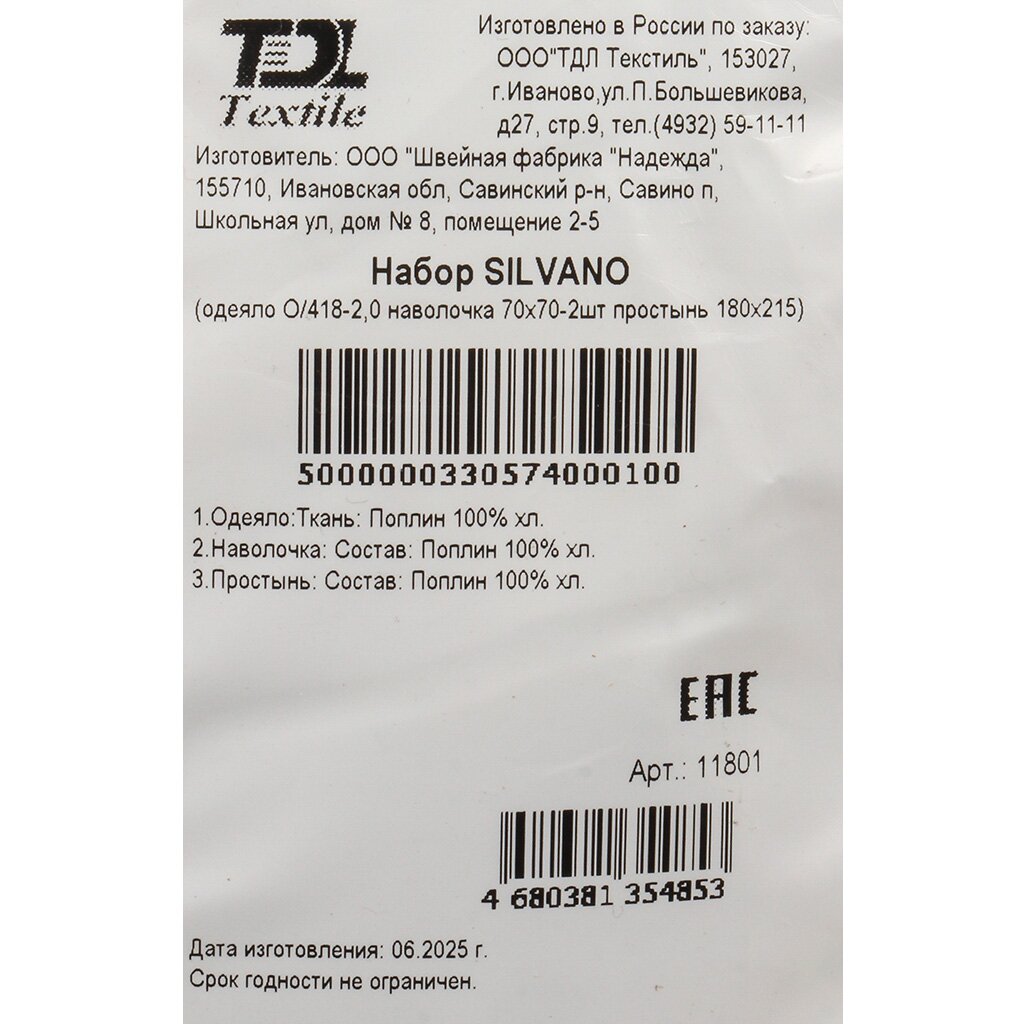 TDL
Textile
Изготовлено в России по заказу:
ООО"ТДЛ Текстиль", 153027,
г.Иваново,ул.П.Большевикова,
д27, стр.9, тел.(4932) 59-11-11
Изготовитель: ООО "Швейная фабрика "Надежда",
155710, Ивановская обл, Савинский р-н, Савино п,
Школьная ул, дом № 8, помещение 2-5
Набор SILVANO
(одеяло О/418-2,0 наволочка 70х70-2шт простынь 180х215)
5000000330574000100
1.Одеяло:Ткань: Поплин 100% хл.
2.Наволочка: Состав: Поплин 100% хл.
3.Простынь: Состав: Поплин 100% хл.
ЕАС
Арт.: 11801
4 680381 354853
Дата изготовления: 06.2025 г.
Срок годности не ограничен.